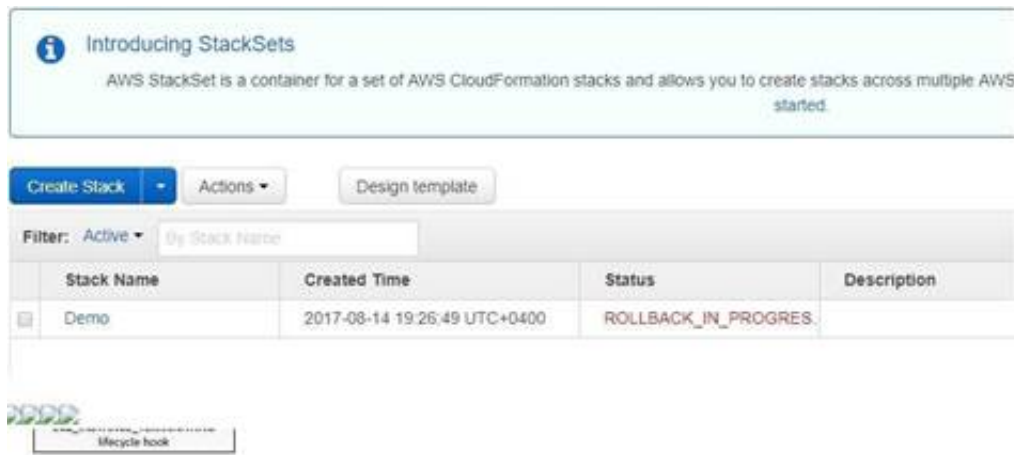 Introducing StackSets
AWS StackSet is a container for a set of AWS CloudFormation stacks and allows you to create stacks across multiple AWS
started.
Create Stack Actions Design template
Filter: Active By Stack Name
Stack Name Created Time Status Description
Demo 2017-08-14 19:26:49 UTC+0400 ROLLBACK_IN_PROGRES.
lifecycle hook